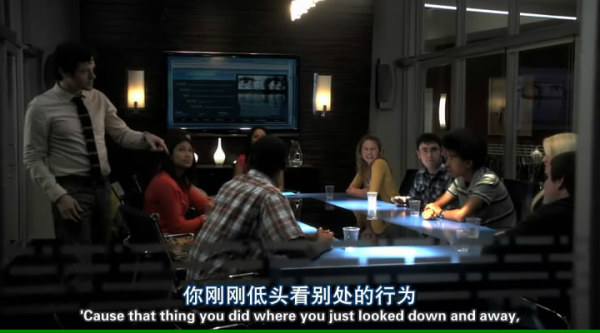 你刚刚低头看别处的行为
'Cause that thing you did where you just looked down and away,